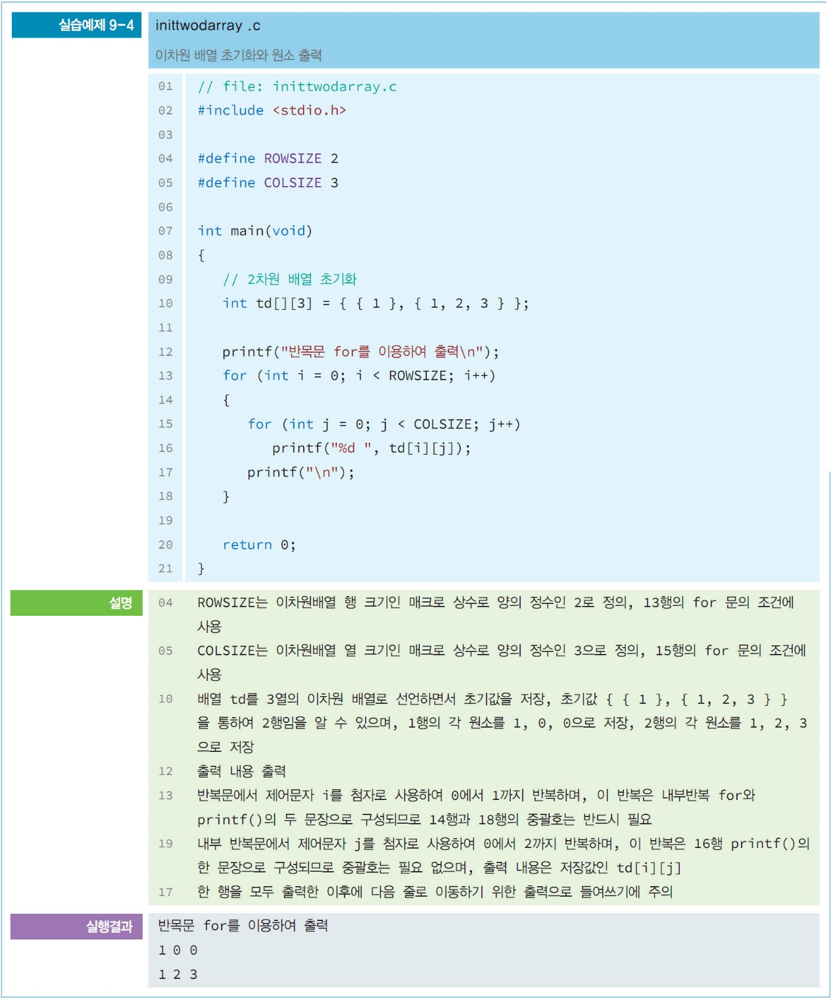 실습예제 9-4
inittwodarray .c
이차원 배열 초기화와 원소 출력
01 // file: inittwodarray.c
02 #include <stdio.h>
03
04 #define ROWSIZE 2
05 #define COLSIZE 3
06
07 int main(void)
08 {
09 // 2차원 배열 초기화
10 int td[][3] = { { 1 }, { 1, 2, 3 } };
11
12 printf("반목문 for를 이용하여 출력\n");
13 for (int i = 0; i < ROWSIZE; i++)
14 {
15 for (int j = 0; j < COLSIZE; j++)
16 printf("%d ", td[i][j]);
17 printf("\n");
18 }
19
20 return 0;
21 }
설명
04 ROWSIZE는 이차원배열 행 크기인 매크로 상수로 양의 정수인 2로 정의, 13행의 for 문의 조건에
사용
05 COLSIZE는 이차원배열 열 크기인 매크로 상수로 양의 정수인 3으로 정의, 15행의 for 문의 조건에
사용
10 배열 td를 3열의 이차원 배열로 선언하면서 초기값을 저장, 초기값 { { 1 }, { 1, 2, 3 } }
을 통하여 2행임을 알 수 있으며, 1행의 각 원소를 1, 0, 0으로 저장, 2행의 각 원소를 1, 2, 3
으로 저장
12 출력 내용 출력
13 반복문에서 제어문자 i를 첨자로 사용하여 0에서 1까지 반복하며, 이 반복은 내부반복 for와
printf()의 두 문장으로 구성되므로 14행과 18행의 중괄호는 반드시 필요
19 내부 반복문에서 제어문자 j를 첨자로 사용하여 0에서 2까지 반복하며, 이 반복은 16행 printf()의
한 문장으로 구성되므로 중괄호는 필요 없으며, 출력 내용은 저장값인 td[i][j]
17 한 행을 모두 출력한 이후에 다음 줄로 이동하기 위한 출력으로 들여쓰기에 주의
실행결과
반목문 for를 이용하여 출력
1 0 0
1 2 3